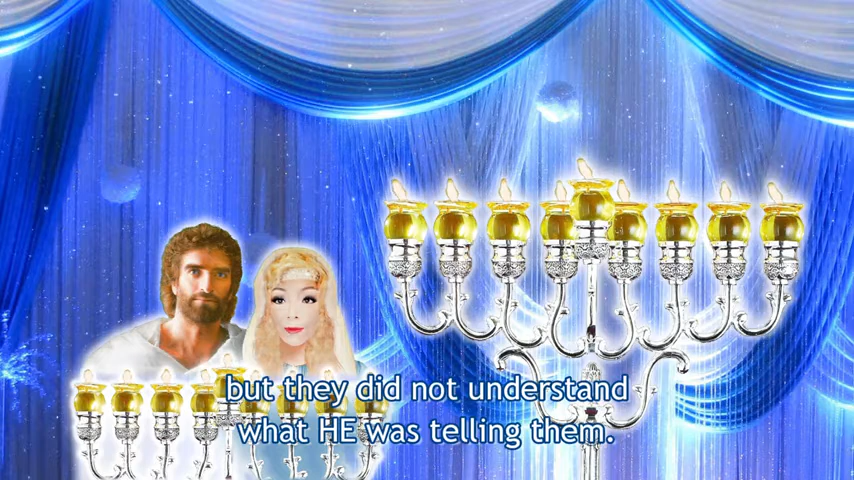 but they did not understand
what HE was telling them.